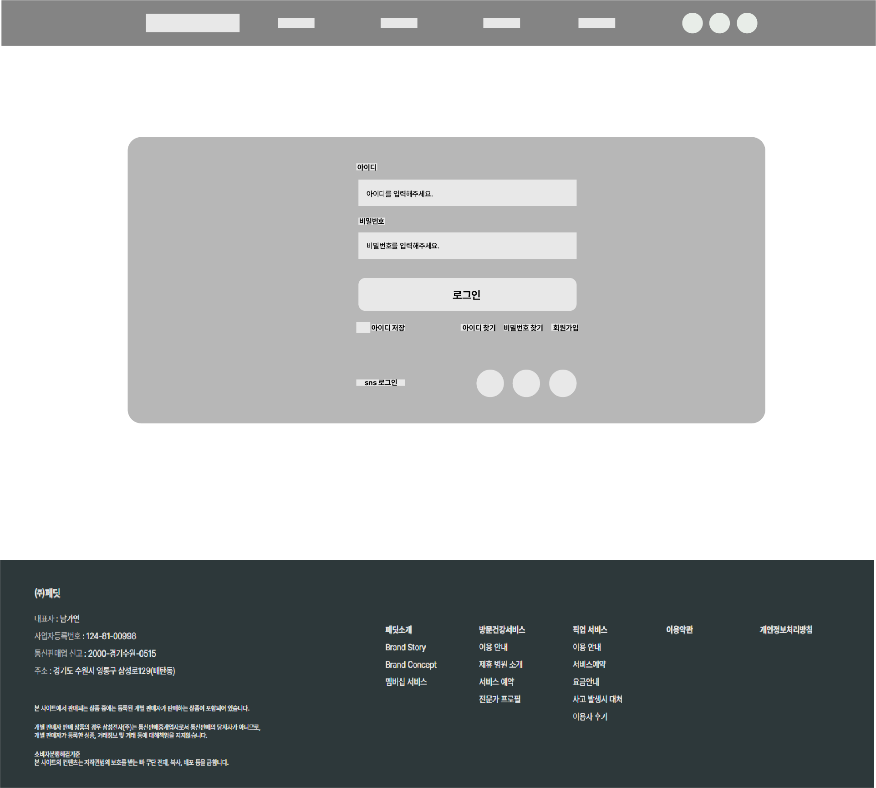 아이디
아이디를 입력해주세요.
비밀번호
비밀번호를 입력해주세요.
로그인
아이디 저장
아이디 찾기 비밀번호 찾기 회원가입
sns 로그인
㈜페딧
대표사 : 남가연
사업자등록번호 : 124-81-00998
통신판매업 신고 : 2000-경기수원-0515
주소 : 경기도 수원시 영통구 삼성로129(매탄동)
본 사이트에서 판매되는 상품 중에는 등록된 개별 판매자가 판매하는 상품이 포함되어 있습니다.
개별 판매자 판매 상품의 경우 삼성전자(주)는 통신판매중개업자로서 통신판매의 당사자가 아니므로,
개별 판매자가 등록한 상품, 거래정보 및 거래 등에 대해책임을 지지않습니다.
소비자분쟁해결기준
본 사이트의 컨텐츠는 저작권법에 보호를 받는 바 무단 전재, 복사, 배포 등을 금합니다.
페딧소개
Brand Story
Brand Concept
멤버십 서비스
방문건강서비스
이용 안내
제휴 병원 소개
서비스 예약
전문가 프로필
픽업 서비스
이용 안내
서비스예약
요금안내
사고 발생시 대처
이용자 수기
이용약관
개인정보처리방침